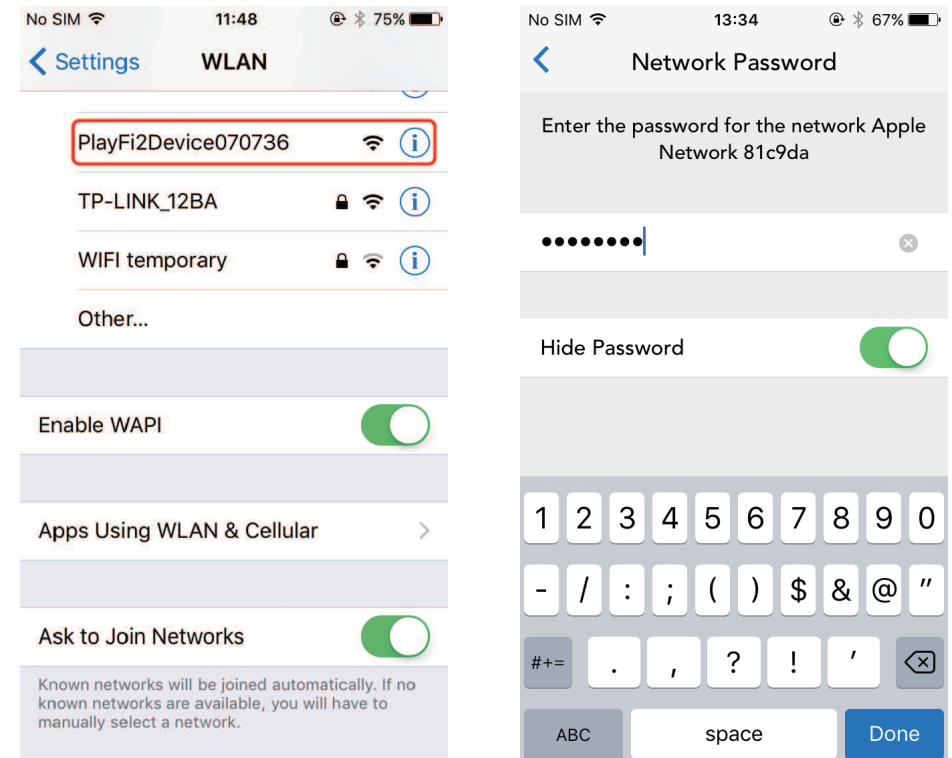 No SIM 11:48 75%
Settings WLAN
PlayFi2Device070736
TP-LINK_12BA
WIFI temporary
Other...
Enable WAPI
Apps Using WLAN & Cellular
Ask to Join Networks
Known networks will be joined automatically. If no
known networks are available, you will have to
manually select a network.
No SIM 13:34 67%
Network Password
Enter the password for the network Apple
Network 81c9da
••••••••
Hide Password
1 2 3 4 5 6 7 8 9 0
- / : ; ( ) $ & @ "
#+= . , ? ! ′
ABC space Done